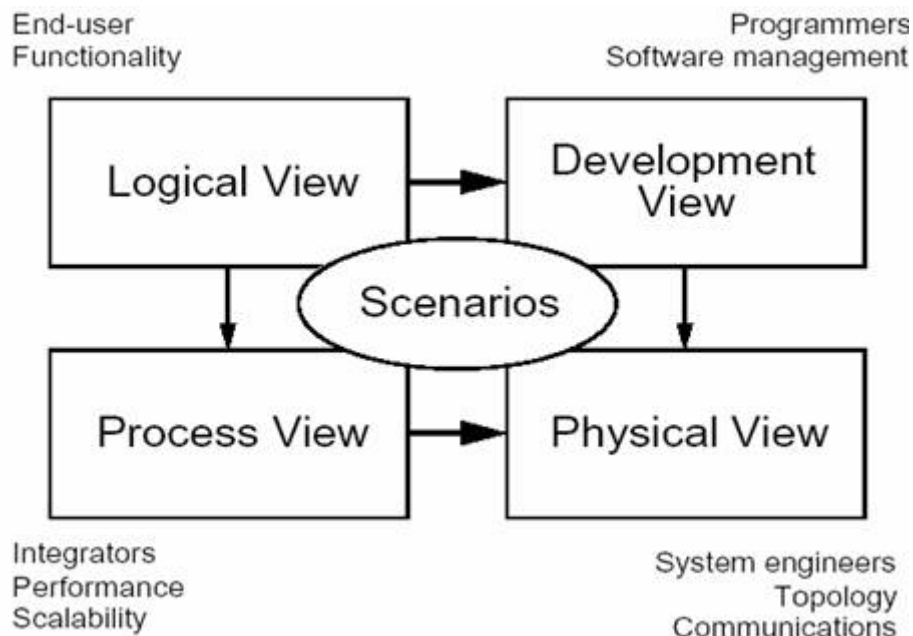 End-user
Functionality
Programmers
Software management
Logical View
Development
View
Scenarios
Process View
Physical View
Integrators
Performance
Scalability
System engineers
Topology
Communications